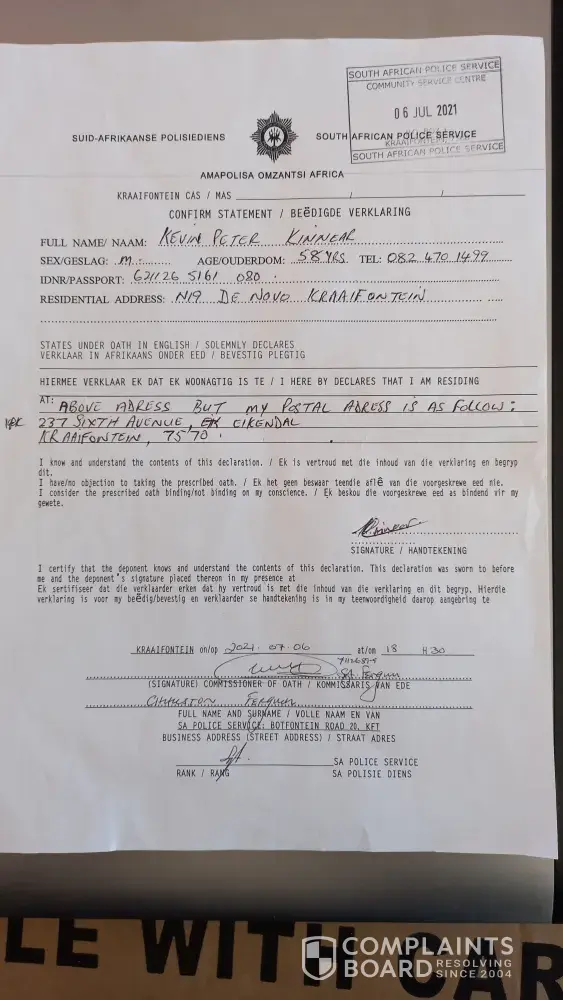 SOUTH AFRICAN POLICE SERVICE
COMMUNITY SERVICE CENTRE
06 JUL 2021
KRAAIFONTEIN
SOUTH AFRICAN POLICE SERVICE
SUID-AFRIKAANSE POLISIEDIENS SOUTH AFRICAN POLICE SERVICE
AMAPOLISA OMZANTSI AFRICA
KRAAIFONTEIN CAS / MAS / /
CONFIRM STATEMENT / BEëDIGDE VERKLARING
FULL NAME/ NAAM: KEVIN PETER KINNEAR
SEX/GESLAG: M. AGE/OUDERDOM: 58 YRS TEL: 082 470 1499
IDNR/PASSPORT: 621126 5161 080
RESIDENTIAL ADDRESS: N19 DE NOVO KRAAIFONTEIN
STATES UNDER OATH IN ENGLISH / SOLEMNLY DECLARES
VERKLAAR IN AFRIKAANS ONDER EED / BEVESTIG PLEGTIG
HIERMEE VERKLAAR EK DAT EK WOONAGTIG IS TE / I HERE BY DECLARES THAT I AM RESIDING
AT: ABOVE ADRESS BUT MY POSTAL ADRESS IS AS FOLLOW:
237 SIXTH AVENUE, EIKENDAL
KRAAIFONTEIN, 7570.
I know and understand the contents of this declaration. / Ek is vertroud met die inhoud van die verklaring en begryp
dit.
I have/no objection to taking the prescribed oath. / Ek het geen beswaar teendie aflê van die voorgeskrewe eed nie.
I consider the prescribed oath binding/not binding on my conscience. / Ek beskou die voorgeskrewe eed as bindend vir my
gewete.
SIGNATURE / HANDTEKENING
I certify that the deponent knows and understand the contents of this declaration. This declaration was sworn to before
me and the deponent's signature placed thereon in my presence at
Ek sertifiseer dat die verklaarder erken dat hy vertroud is met die inhoud van die verklaring en dit begryp. Hierdie
verklaring is voor my beëdig/bevestig en verklaarder se handtekening is in my teenwoordigheid daarop aangebring te
KRAAIFONTEIN on/op 2021-07-06 at/om 18 H 30
(SIGNATURE) COMMISSIONER OF OATH / KOMMISARIS VAN EDE
FULL NAME AND SURNAME / VOLLE NAAM EN VAN
SA POLICE SERVICE: BOTFONTEIN ROAD 20, KFT
BUSINESS ADDRESS (STREET ADDRESS) / STRAAT ADRES
SA POLICE SERVICE
RANK / RANG SA POLISIE DIENS
LE WITH CAR
COMPLAINTS
BOARD RESOLVING
SINCE 2004